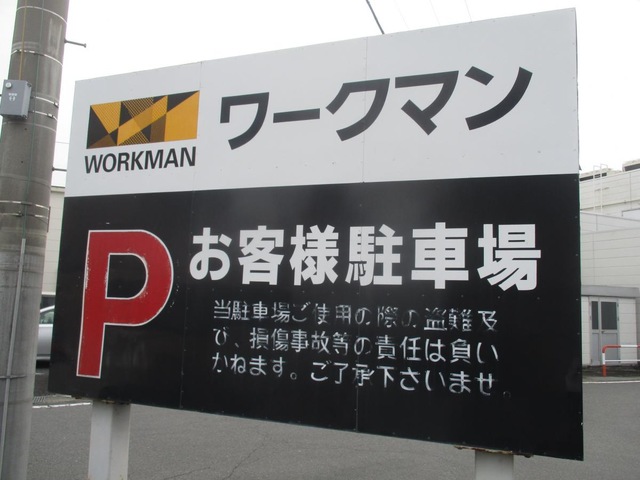 ワークマン
WORKMAN
P
お客様駐車場
当駐車場ご使用の際の盗難及
び、損傷事故等の責任は負い
かねます。ご了承下さいませ。